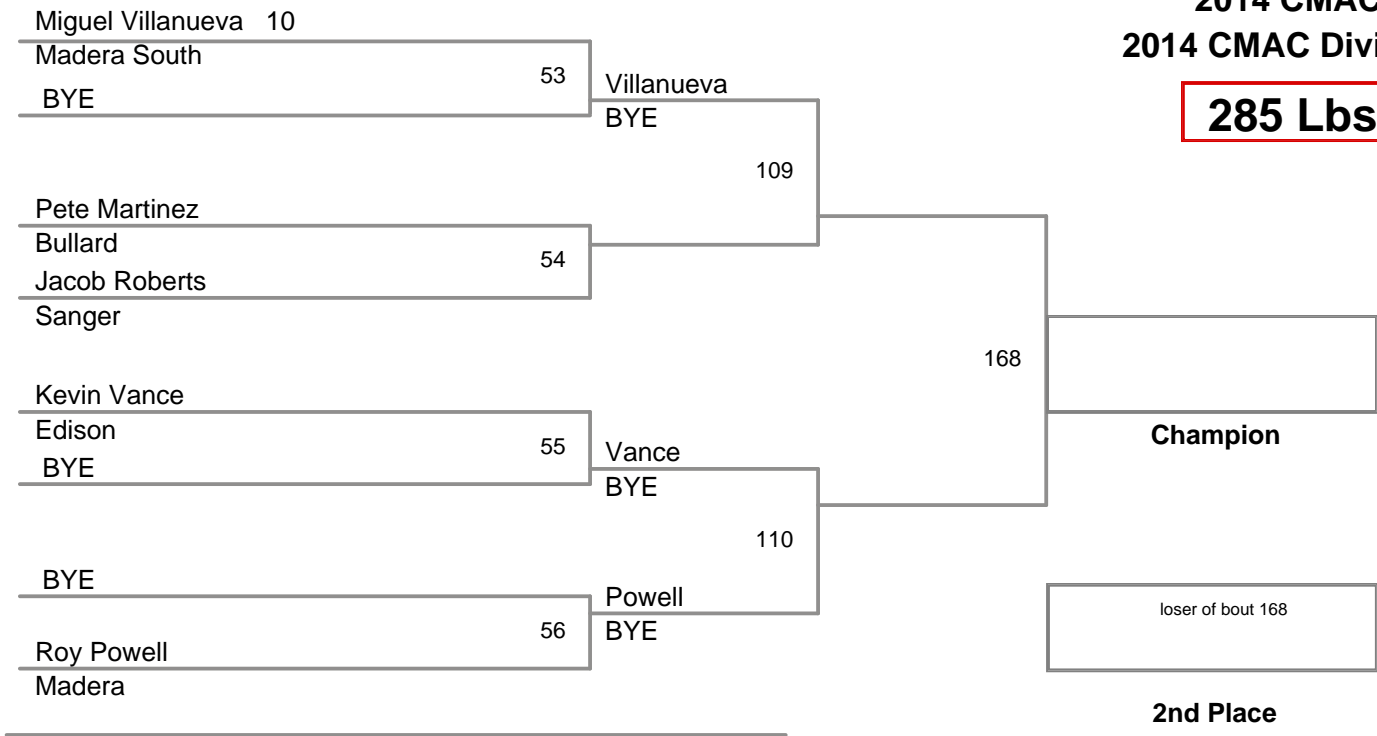 2014 CMAC
2014 CMAC Divi
285 Lbs
Miguel Villanueva 10
Madera South
BYE
53
Villanueva
BYE
109
Pete Martinez
Bullard
54
Jacob Roberts
Sanger
168
Kevin Vance
Edison
BYE
55
Vance
BYE
Champion
110
BYE
56
Roy Powell
Madera
Powell
BYE
loser of bout 168
2nd Place